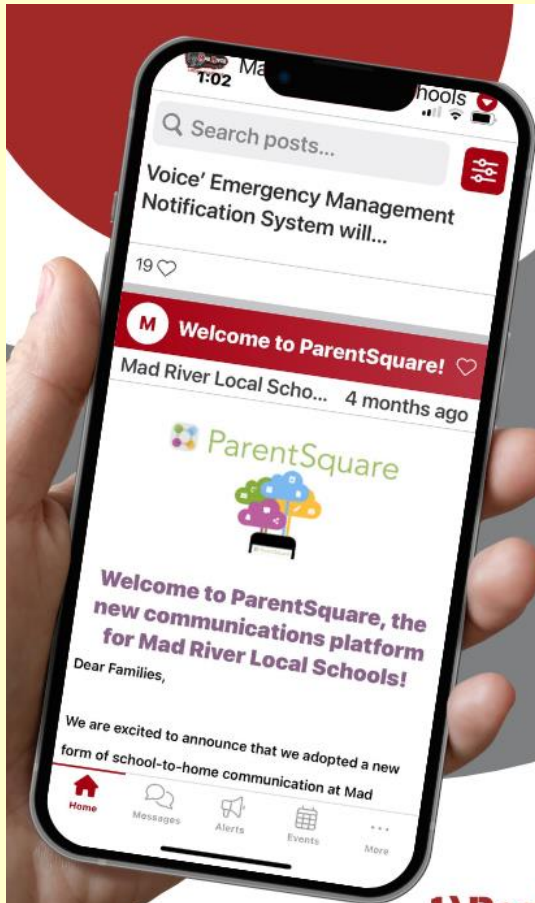 1:02
Search posts...
Voice' Emergency Management
Notification System will...
19
M Welcome to ParentSquare!
Mad River Local Scho... 4 months ago
ParentSquare
Welcome to ParentSquare, the
new communications platform
for Mad River Local Schools!
Dear Families,
We are excited to announce that we adopted a new
form of school-to-home communication at Mad
Home Messages Alerts Events More